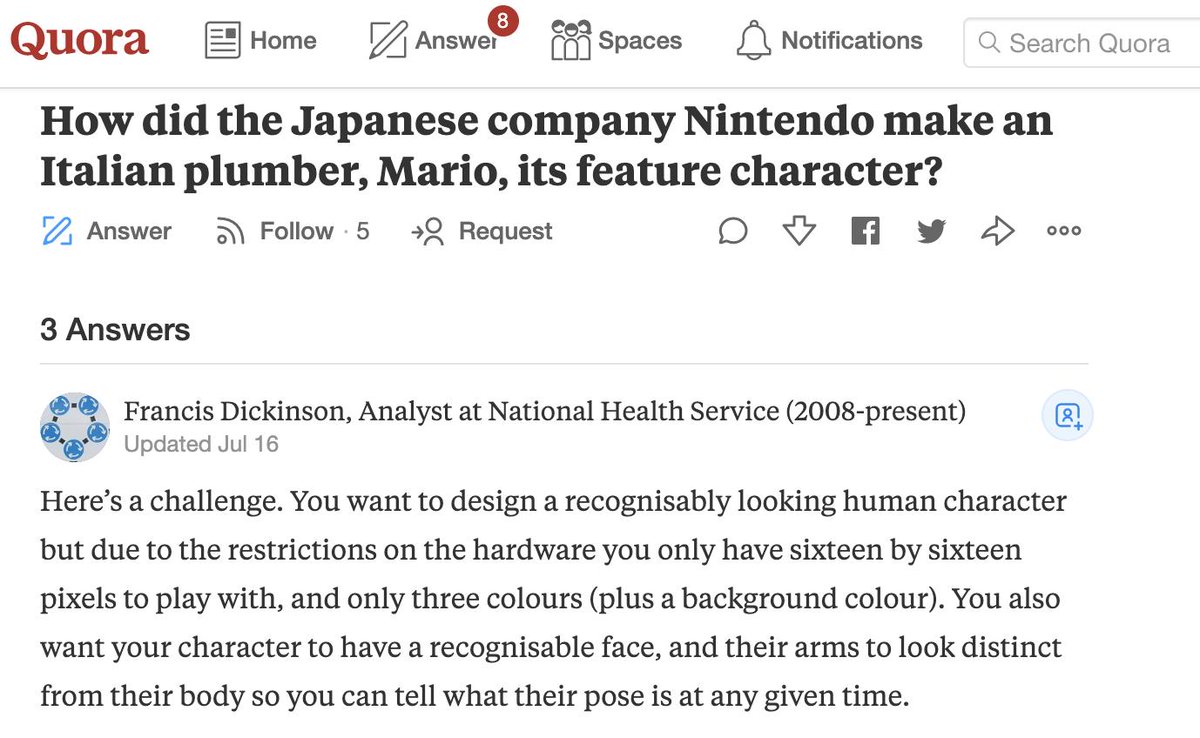 Quora Home Answer 8 Spaces Notifications Search Quora
How did the Japanese company Nintendo make an
Italian plumber, Mario, its feature character?
Answer Follow · 5 Request
3 Answers
Francis Dickinson, Analyst at National Health Service (2008-present)
Updated Jul 16
Here’s a challenge. You want to design a recognisably looking human character
but due to the restrictions on the hardware you only have sixteen by sixteen
pixels to play with, and only three colours (plus a background colour). You also
want your character to have a recognisable face, and their arms to look distinct
from their body so you can tell what their pose is at any given time.